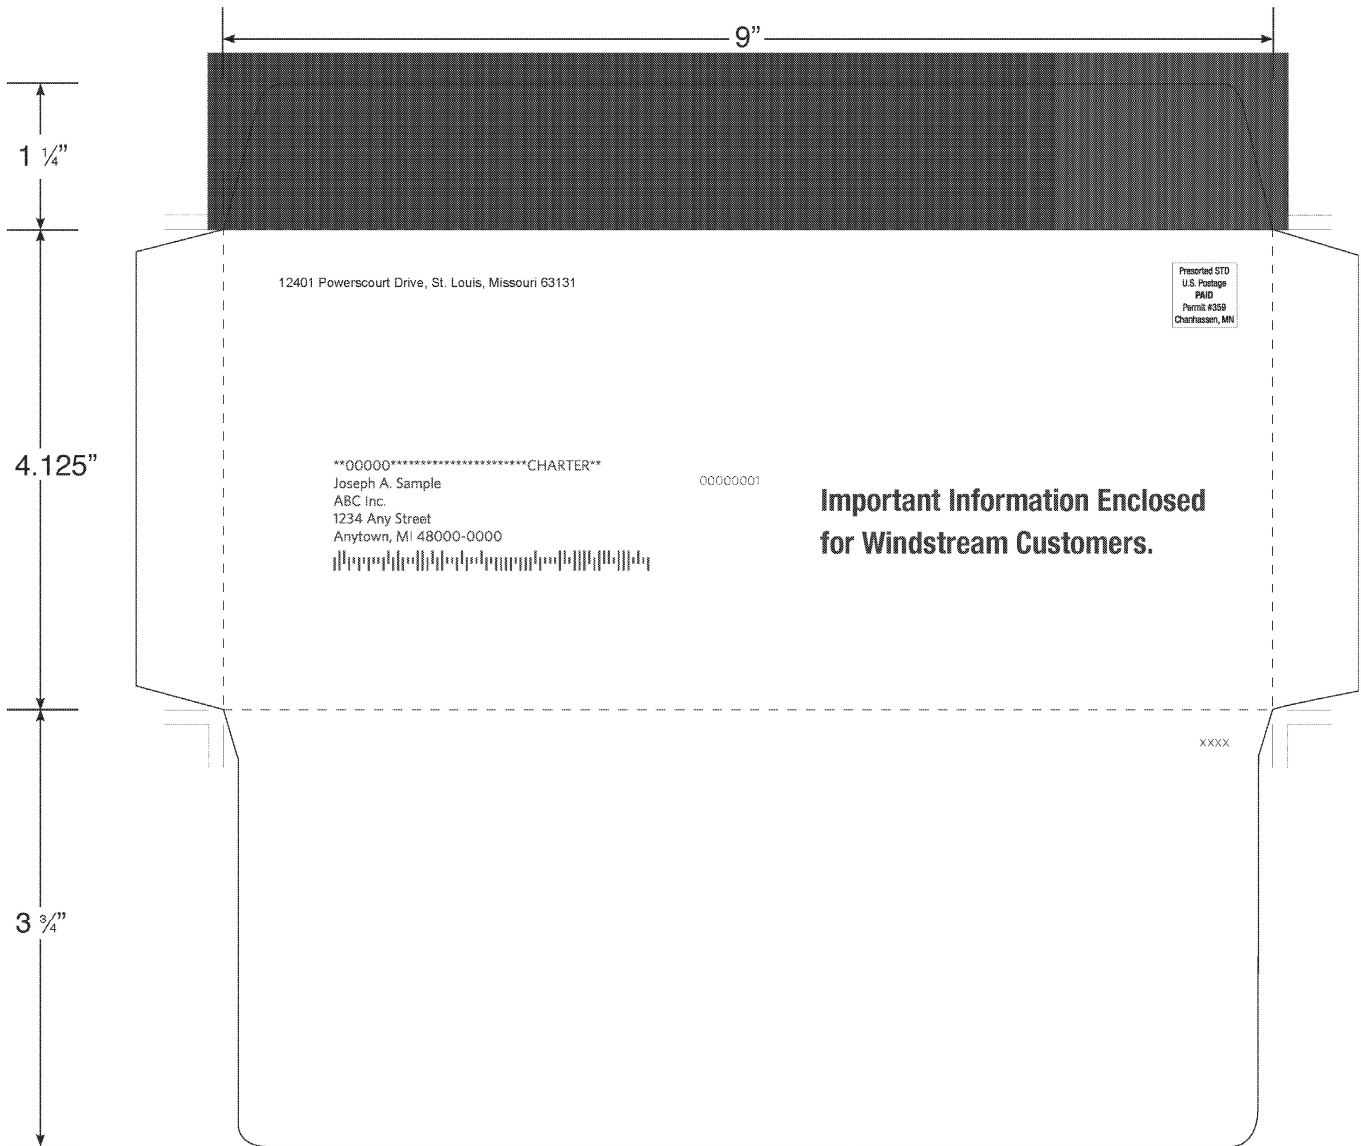 9”
1 ¼”
12401 Powerscourt Drive, St. Louis, Missouri 63131
Presorted STD
U.S. Postage
PAID
Permit #359
Chanhassen, MN
4.125”
**00000***********************CHARTER**
Joseph A. Sample
ABC Inc.
1234 Any Street
Anytown, MI 48000-0000
00000001
Important Information Enclosed
for Windstream Customers.
XXXX
3 ¾”